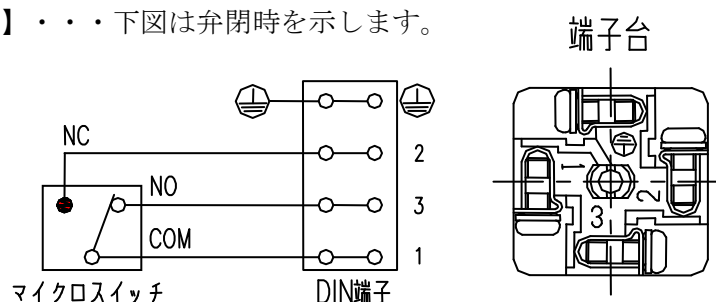 】・・・下図は弁閉時を示します。
端子台
NC
2
NO
3
COM
1
マイクロスイッチ
DIN端子
1
2
3